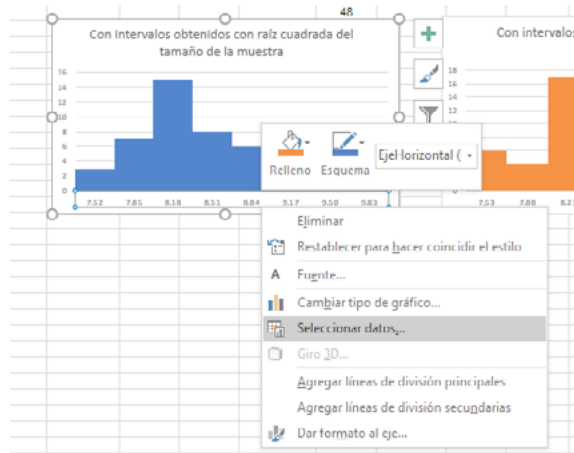 48
Con intervalos obtenidos con raíz cuadrada del
tamaño de la muestra
16
14
12
10
8
6
4
2
0
7.52 7.85 8.18 8.51 8.84 9.17 9.50 9.83
Con intervalos
18
16
14
12
10
7.53 7.88 8.2
Relleno Esquema Eje Horizontal (
Eliminar
Restablecer para hacer coincidir el estilo
A Fuente...
Cambiar tipo de gráfico...
Seleccionar datos...
Giro 3D...
Agregar líneas de división principales
Agregar líneas de división secundarias
Dar formato al eje...